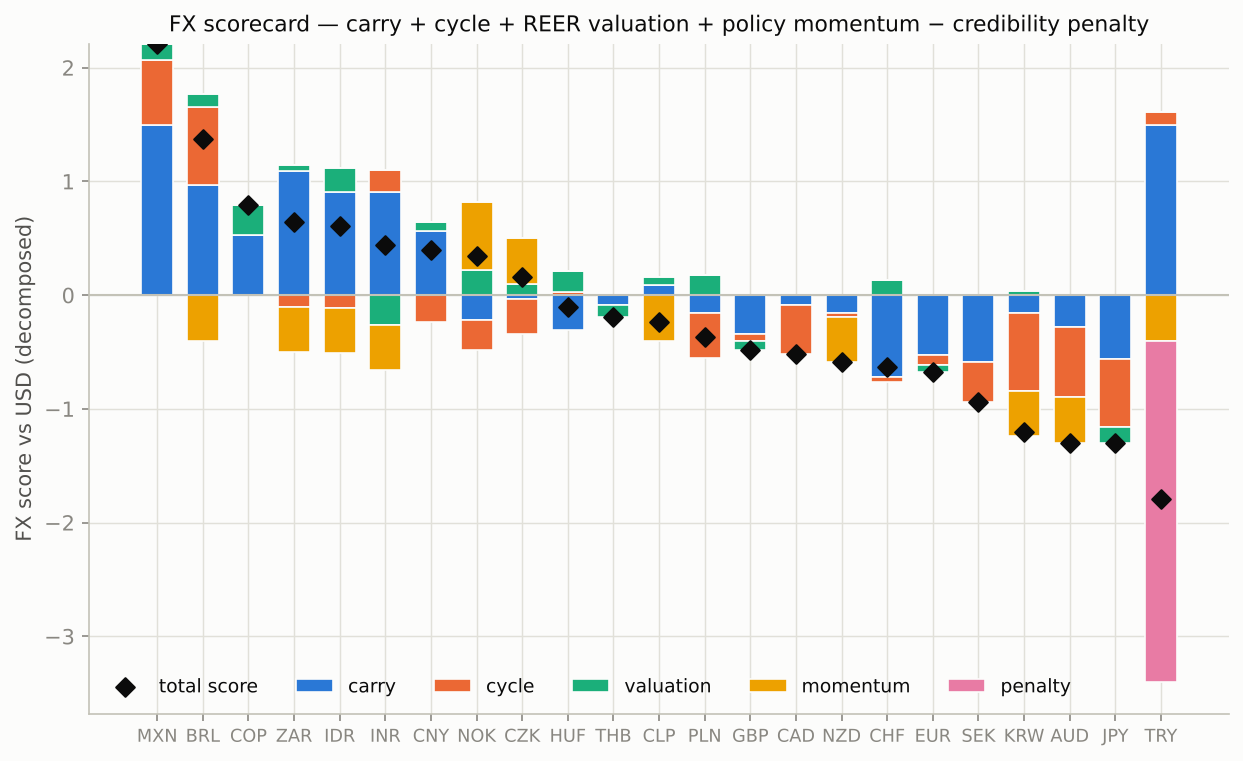 FX scorecard — carry + cycle + REER valuation + policy momentum − credibility penalty
FX score vs USD (decomposed)
2
1
0
−1
−2
−3
total score
carry
cycle
valuation
momentum
penalty
MXN BRL COP ZAR IDR INR CNY NOK CZK HUF THB CLP PLN GBP CAD NZD CHF EUR SEK KRW AUD JPY TRY